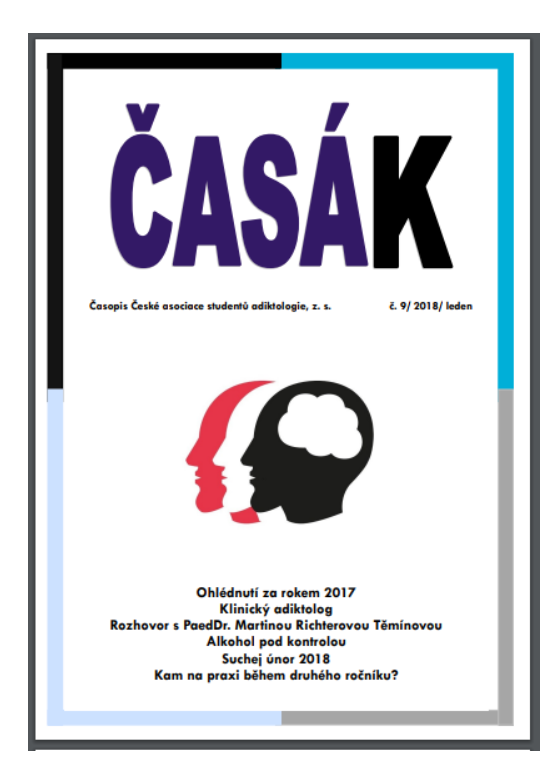 ČASÁK
Časopis České asociace studentů adiktologie, z. s. č. 9/ 2018/ leden
Ohlédnutí za rokem 2017
Klinický adiktolog
Rozhovor s PaedDr. Martinou Richterovou Těmínovou
Alkohol pod kontrolou
Suchej únor 2018
Kam na praxi během druhého ročníku?